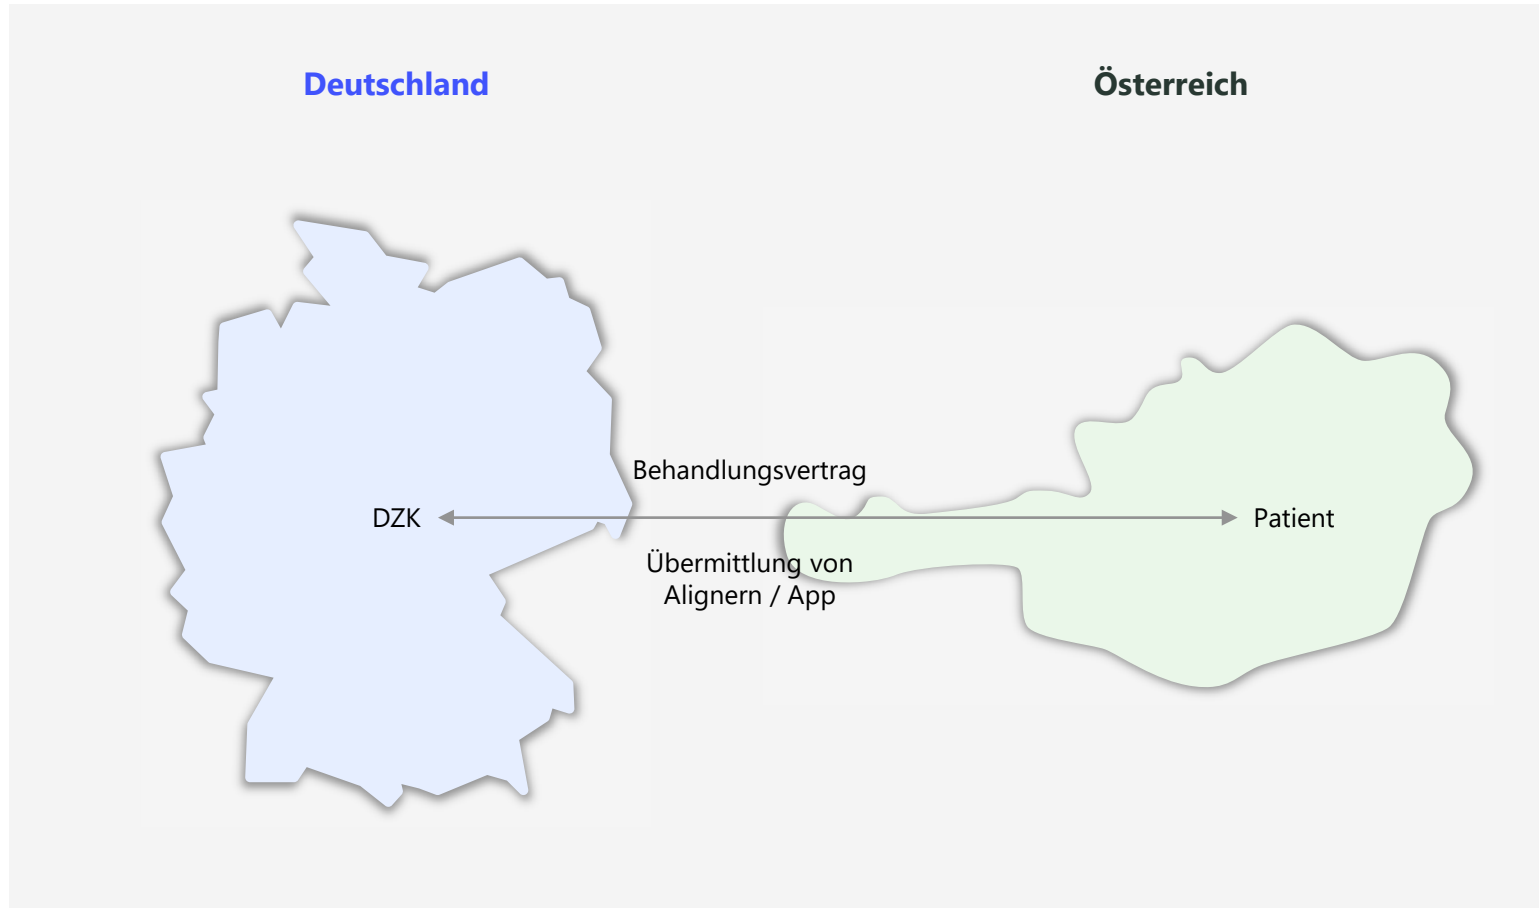 Deutschland
Österreich
Behandlungsvertrag
DZK
Patient
Übermittlung von
Alignern / App